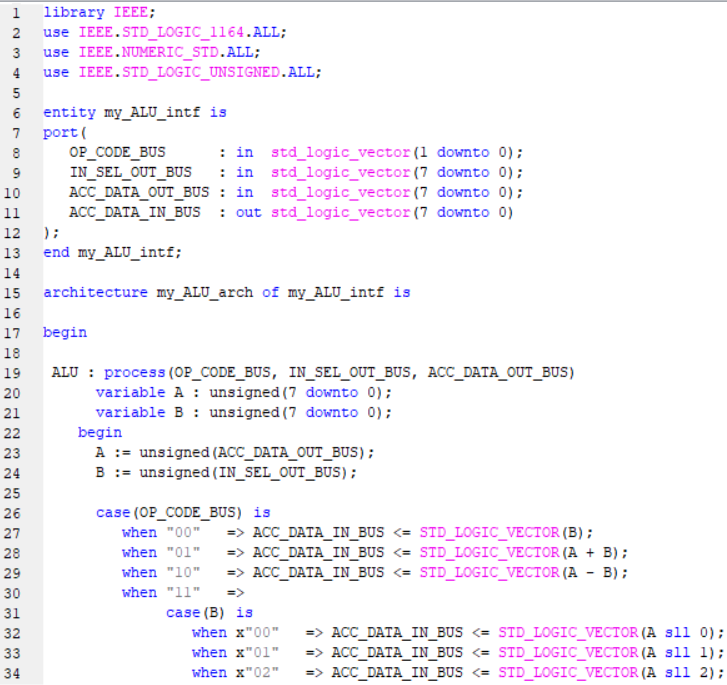 1 library IEEE;
2 use IEEE.STD_LOGIC_1164.ALL;
3 use IEEE.NUMERIC_STD.ALL;
4 use IEEE.STD_LOGIC_UNSIGNED.ALL;
5
6 entity my_ALU_intf is
7 port(
8    OP_CODE_BUS      : in  std_logic_vector(1 downto 0);
9    IN_SEL_OUT_BUS   : in  std_logic_vector(7 downto 0);
10    ACC_DATA_OUT_BUS : in  std_logic_vector(7 downto 0);
11    ACC_DATA_IN_BUS  : out std_logic_vector(7 downto 0)
12 );
13 end my_ALU_intf;
14
15 architecture my_ALU_arch of my_ALU_intf is
16
17 begin
18
19  ALU : process(OP_CODE_BUS, IN_SEL_OUT_BUS, ACC_DATA_OUT_BUS)
20       variable A : unsigned(7 downto 0);
21       variable B : unsigned(7 downto 0);
22     begin
23       A := unsigned(ACC_DATA_OUT_BUS);
24       B := unsigned(IN_SEL_OUT_BUS);
25
26       case(OP_CODE_BUS) is
27          when "00"   => ACC_DATA_IN_BUS <= STD_LOGIC_VECTOR(B);
28          when "01"   => ACC_DATA_IN_BUS <= STD_LOGIC_VECTOR(A + B);
29          when "10"   => ACC_DATA_IN_BUS <= STD_LOGIC_VECTOR(A - B);
30          when "11"   =>
31               case(B) is
32                  when x"00"   => ACC_DATA_IN_BUS <= STD_LOGIC_VECTOR(A sll 0);
33                  when x"01"   => ACC_DATA_IN_BUS <= STD_LOGIC_VECTOR(A sll 1);
34                  when x"02"   => ACC_DATA_IN_BUS <= STD_LOGIC_VECTOR(A sll 2);